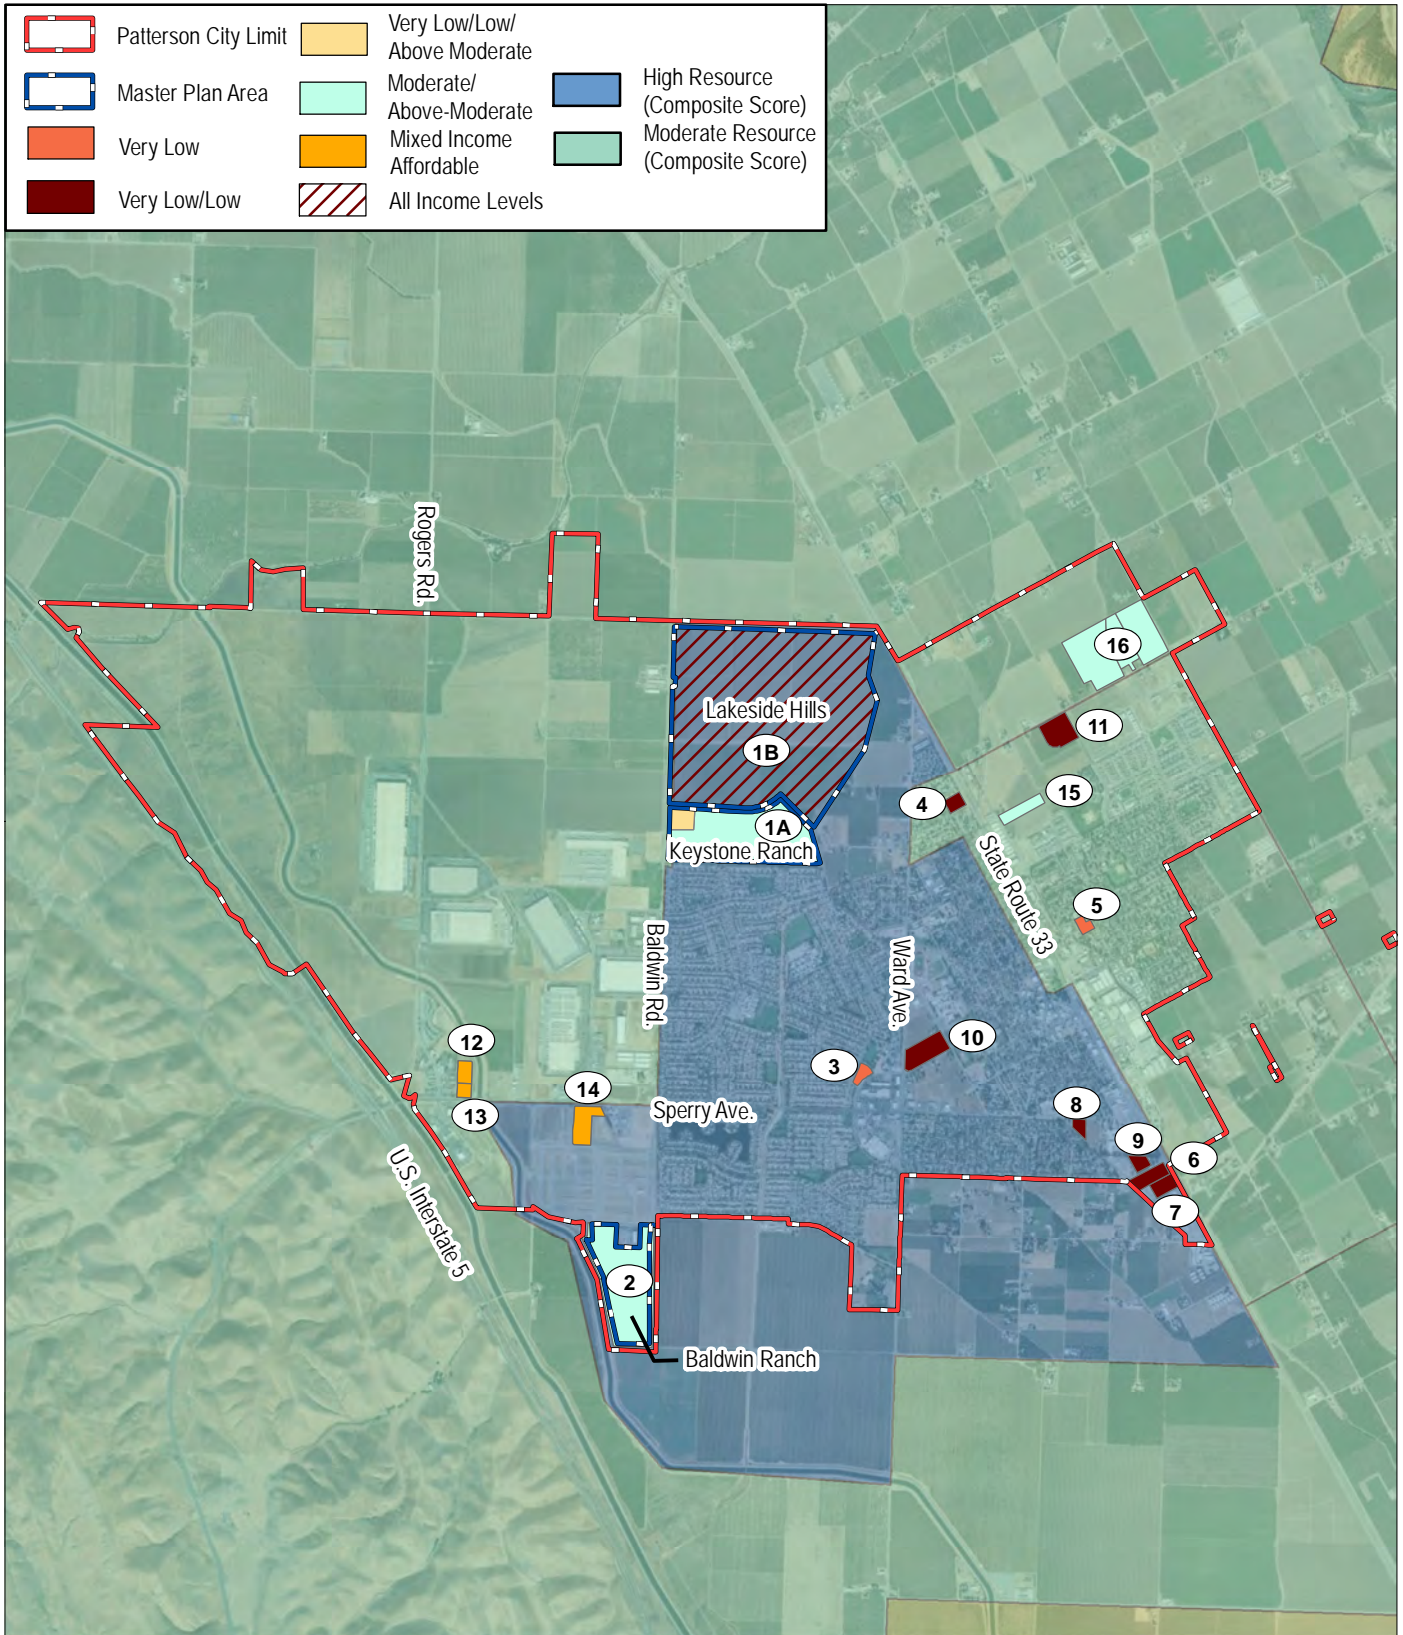 Patterson City Limit
Master Plan Area
Very Low
Very Low/Low
Very Low/Low/
Above Moderate
Moderate/
Above-Moderate
Mixed Income
Affordable
All Income Levels
High Resource
(Composite Score)
Moderate Resource
(Composite Score)
Rogers Rd.
16
Lakeside Hills
11
1B
15
4
1A
Keystone Ranch
State Route 33
5
Baldwin Rd.
Ward Ave.
12
10
3
14
13
Sperry Ave.
8
9
6
U.S. Interstate 5
7
2
Baldwin Ranch